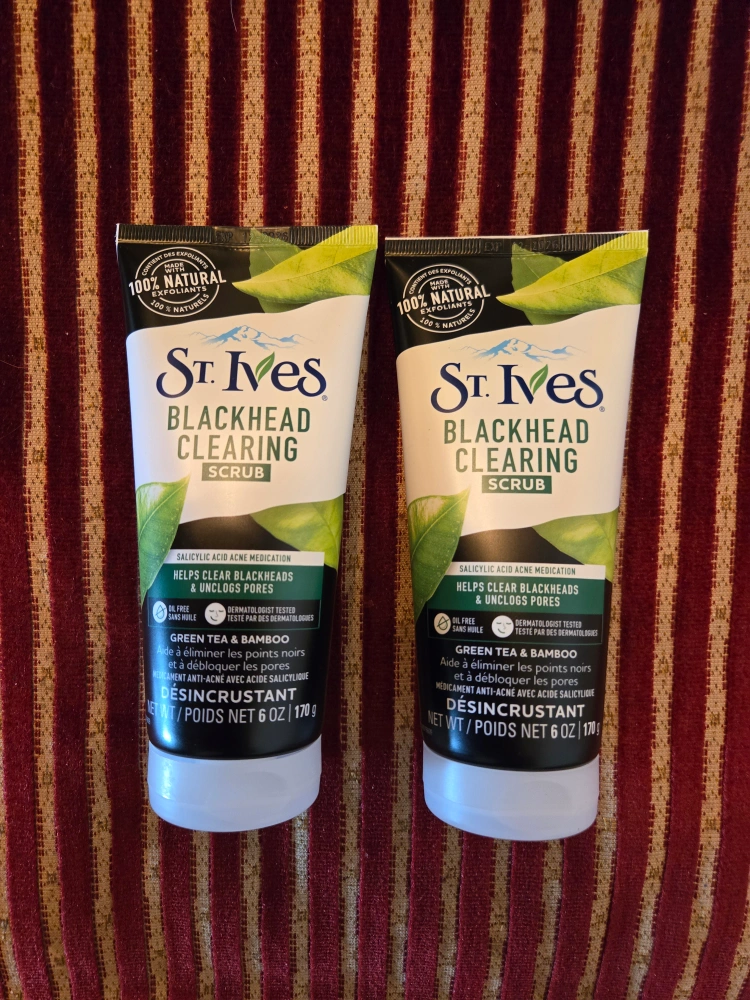 CONTIENT DES EXFOLIANTS
MADE
WITH
100% NATURAL
EXFOLIANTS
100 % NATURELS
ST. IVES®
BLACKHEAD
CLEARING
SCRUB
SALICYLIC ACID ACNE MEDICATION
HELPS CLEAR BLACKHEADS
& UNCLOGS PORES
OIL FREE
SANS HUILE
DERMATOLOGIST TESTED
TESTÉ PAR DES DERMATOLOGUES
GREEN TEA & BAMBOO
Aide à éliminer les points noirs
et à débloquer les pores
MÉDICAMENT ANTI-ACNÉ AVEC ACIDE SALICYLIQUE
DÉSINCRUSTANT
NET WT / POIDS NET 6 OZ | 170 g
CONTIENT DES EXFOLIANTS
MADE
WITH
100% NATURAL
EXFOLIANTS
100 % NATURELS
ST. IVES®
BLACKHEAD
CLEARING
SCRUB
SALICYLIC ACID ACNE MEDICATION
HELPS CLEAR BLACKHEADS
& UNCLOGS PORES
OIL FREE
SANS HUILE
DERMATOLOGIST TESTED
TESTÉ PAR DES DERMATOLOGUES
GREEN TEA & BAMBOO
Aide à éliminer les points noirs
et à débloquer les pores
MÉDICAMENT ANTI-ACNÉ AVEC ACIDE SALICYLIQUE
DÉSINCRUSTANT
NET WT / POIDS NET 6 OZ | 170 g